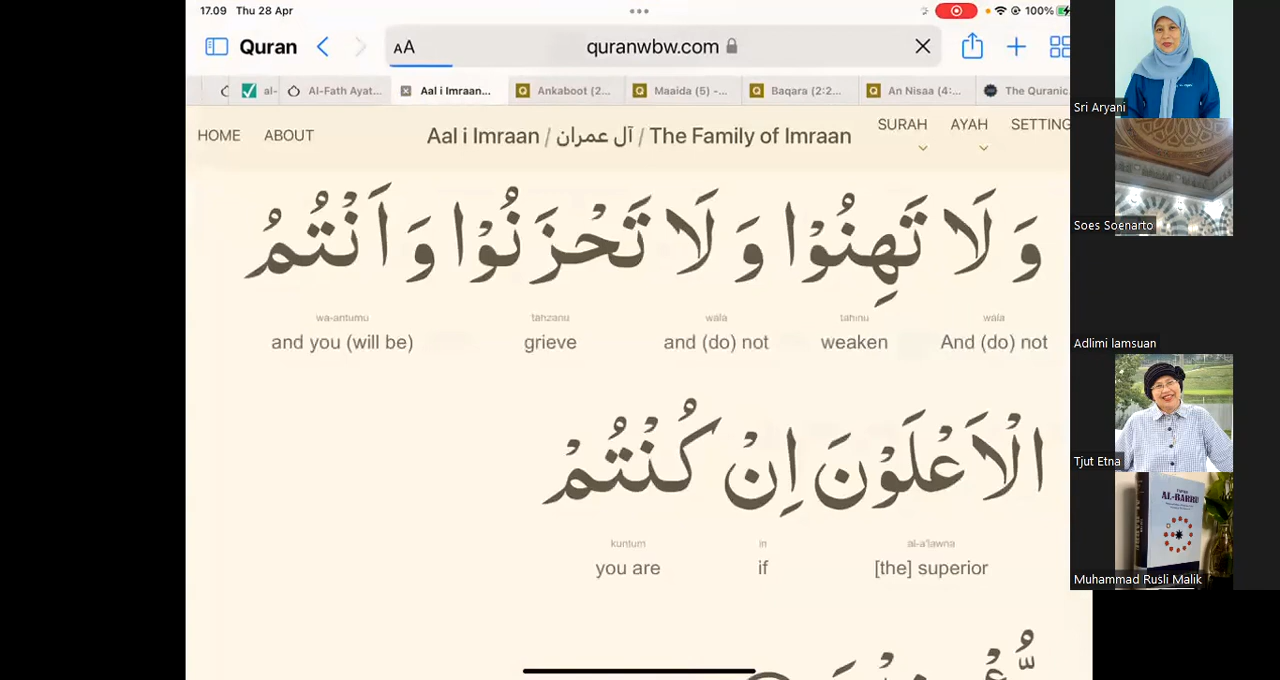 17.09 Thu 28 Apr
100%
Quran
AA
quranwbw.com
al-
Al-Fath Ayat...
Aal i Imraan...
Ankaboot (2...
Maaida (5) -...
Baqara (2:2...
An Nisaa (4:...
The Quranic
HOME
ABOUT
Aal i Imraan / آل عمران / The Family of Imraan
SURAH
AYAH
SETTING
وَ لَا تَهِنُوْا وَ لَا تَحْزَنُوْا وَ اَنْتُمُ
wala tahinu wala tahzanu wa-antumu
And (do) not weaken and (do) not grieve and you (will be)
الْاَعْلَوْنَ اِنْ كُنْتُمْ
al-a'lawna in kuntum
[the] superior if you are
Sri Aryani
Soes Soenarto
Adlimi Iamsuan
Tjut Etna
AL-BARRU
Muhammad Rusli Malik